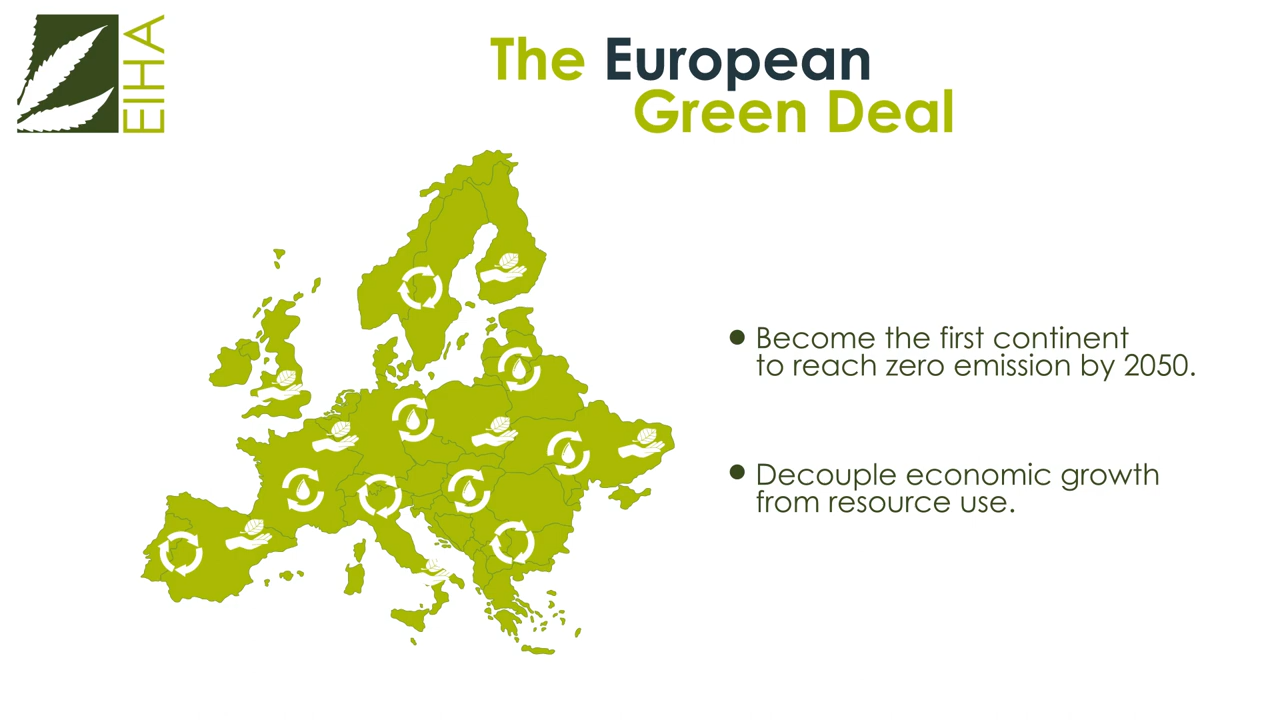 EIHA
The European
Green Deal
● Become the first continent
to reach zero emission by 2050.
● Decouple economic growth
from resource use.